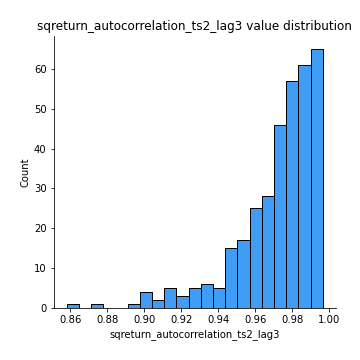 sqreturn_autocorrelation_ts2_lag3 value distribution
60
50
40
30
20
10
0
Count
0.86 0.88 0.90 0.92 0.94 0.96 0.98 1.00
sqreturn_autocorrelation_ts2_lag3